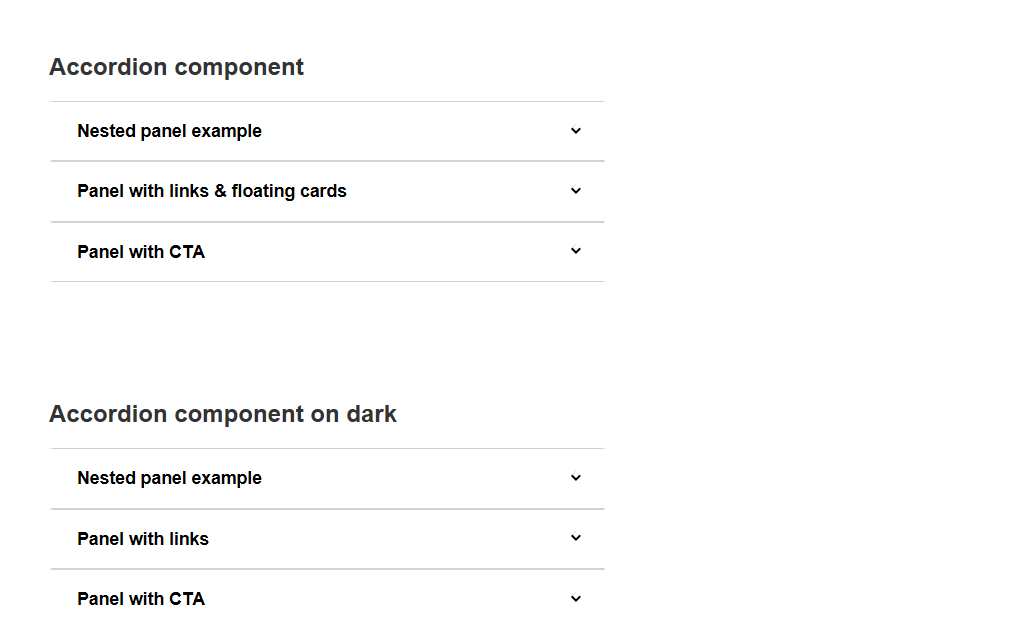 Accordion component
Nested panel example
Panel with links & floating cards
Panel with CTA
Accordion component on dark
Nested panel example
Panel with links
Panel with CTA